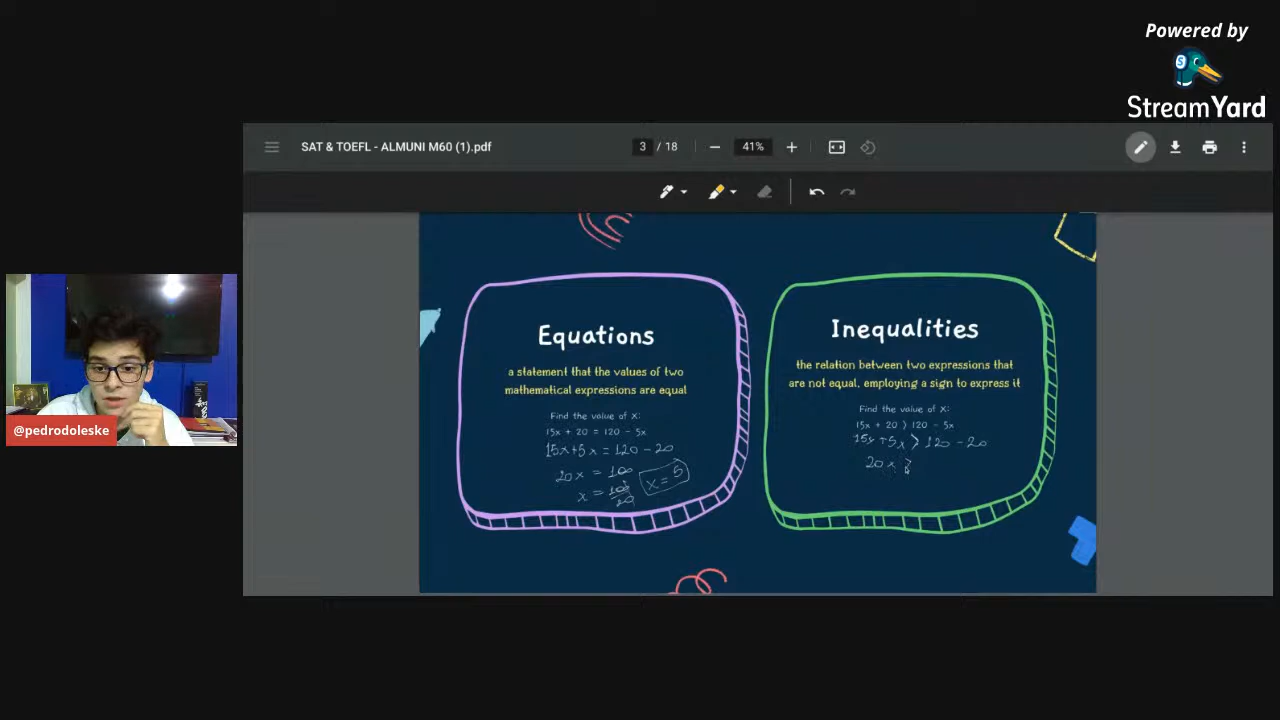 Powered by
StreamYard
SAT & TOEFL - ALMUNI M60 (1).pdf
3 / 18
41%
Equations
a statement that the values of two
mathematical expressions are equal
Find the value of X:
15x + 20 = 120 - 5x
15x+5x = 120 - 20
20x = 100
x = 100/20
x = 5
Inequalities
the relation between two expressions that
are not equal, employing a sign to express it
Find the value of X:
15x + 20 > 120 - 5x
15x + 5x > 120 - 20
20x >
@pedrodoleske